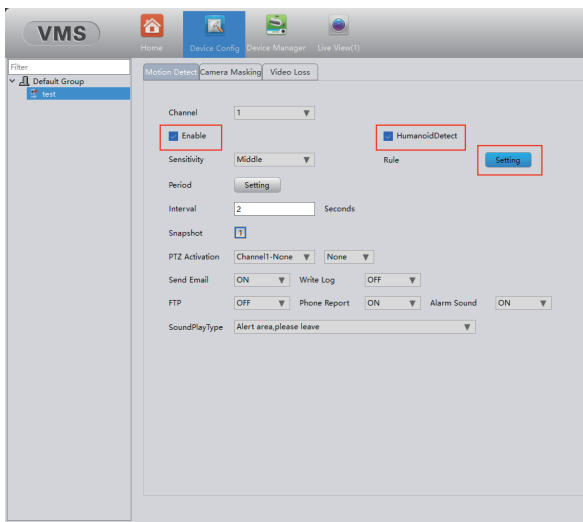 VMS
Home Device Config Device Manager Live View(1)
Filter
Default Group
test
Motion Detect Camera Masking Video Loss
Channel 1
Enable HumanoidDetect
Sensitivity Middle Rule Setting
Period Setting
Interval 2 Seconds
Snapshot 1
PTZ Activation Channel1-None None
Send Email ON Write Log OFF
FTP OFF Phone Report ON Alarm Sound ON
SoundPlayType Alert area,please leave